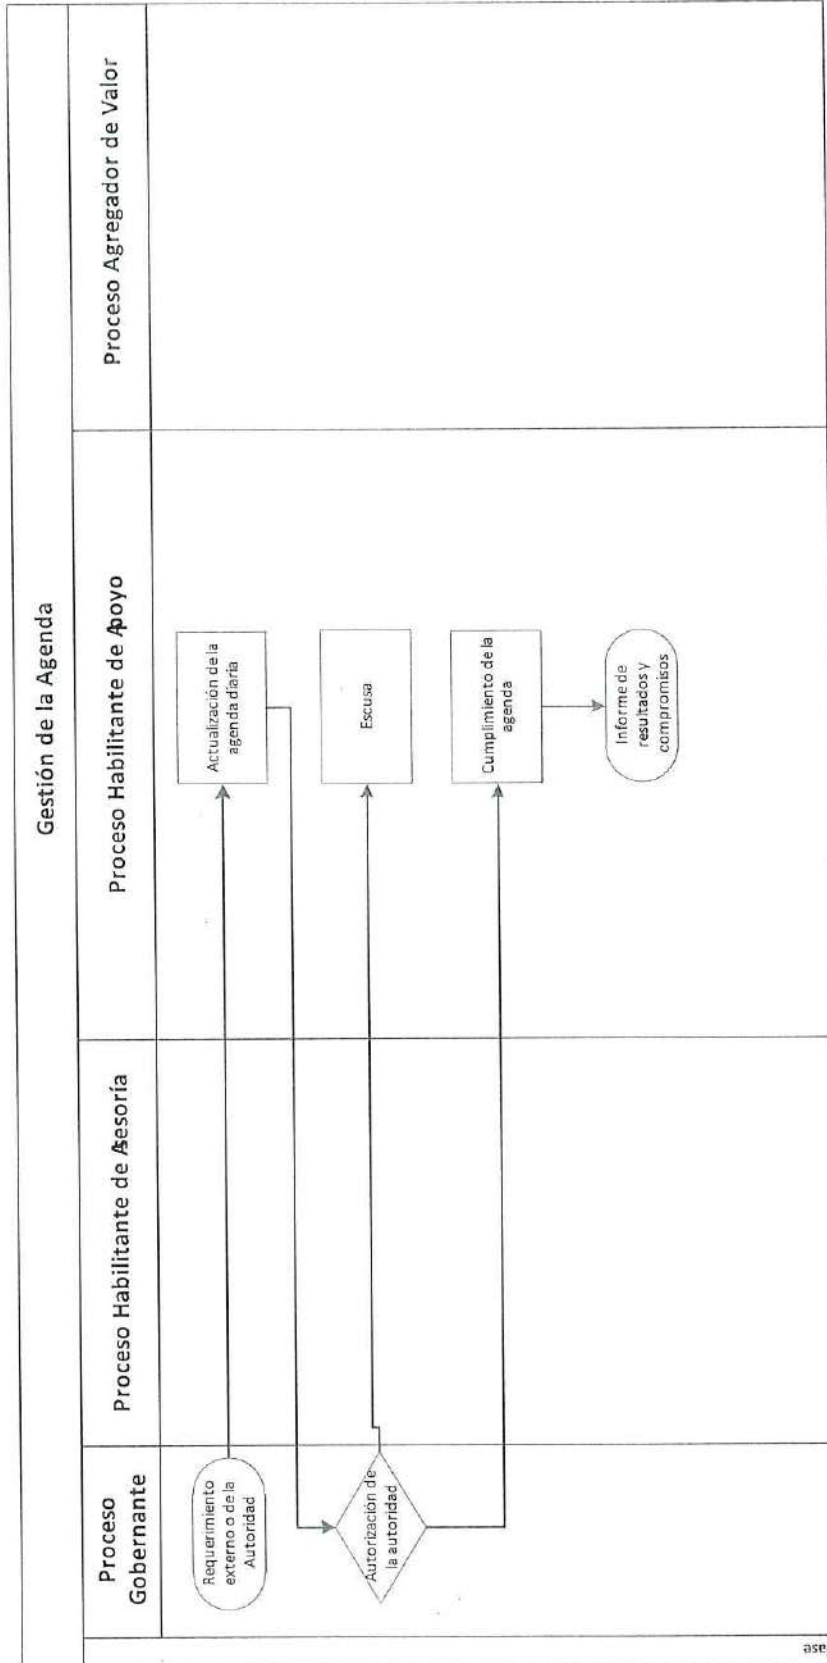 Gestión de la Agenda
Proceso
Gobernante
Proceso Habilitante de Asesoría
Proceso Habilitante de Apoyo
Proceso Agregador de Valor
Requerimiento
externo o de la
Autoridad
Actualización de la
agenda diaria
Autorización de
la autoridad
Escusa
Cumplimiento de la
agenda
Informe de
resultados y
compromisos